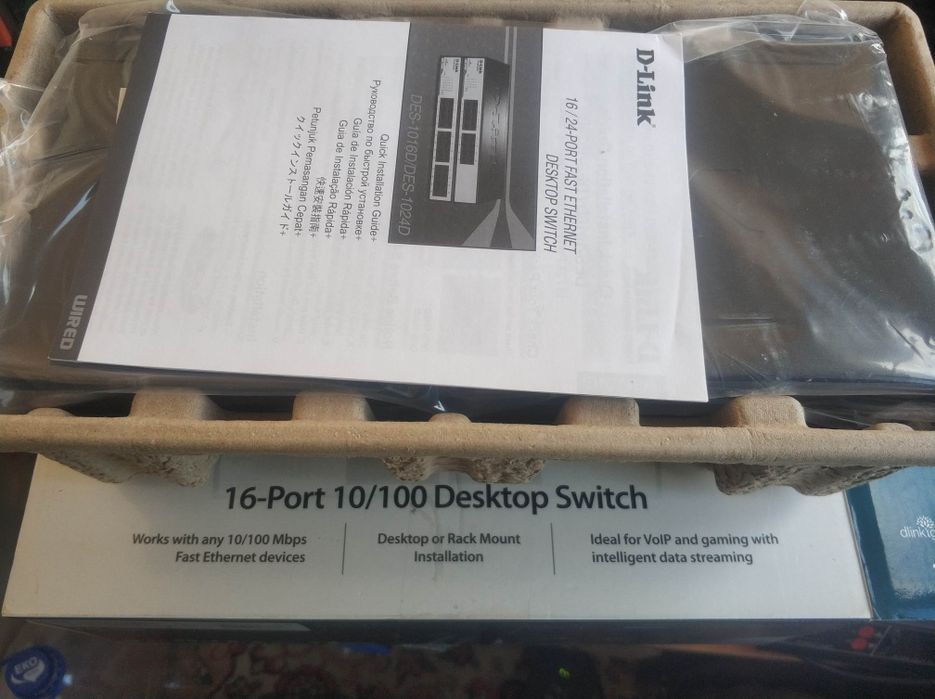 D-Link
16 / 24-PORT FAST ETHERNET
DESKTOP SWITCH
DES-1016D/DES-1024D
Quick Installation Guide+
Руководство по быстрой установке+
Guía de Instalación Rápida+
Guia de Instalação Rápida+
快速安裝指南+
Petunjuk Pemasangan Cepat+
クイックインストールガイド+
WIRED
16-Port 10/100 Desktop Switch
Works with any 10/100 Mbps
Fast Ethernet devices
Desktop or Rack Mount
Installation
Ideal for VoIP and gaming with
intelligent data streaming
EKO